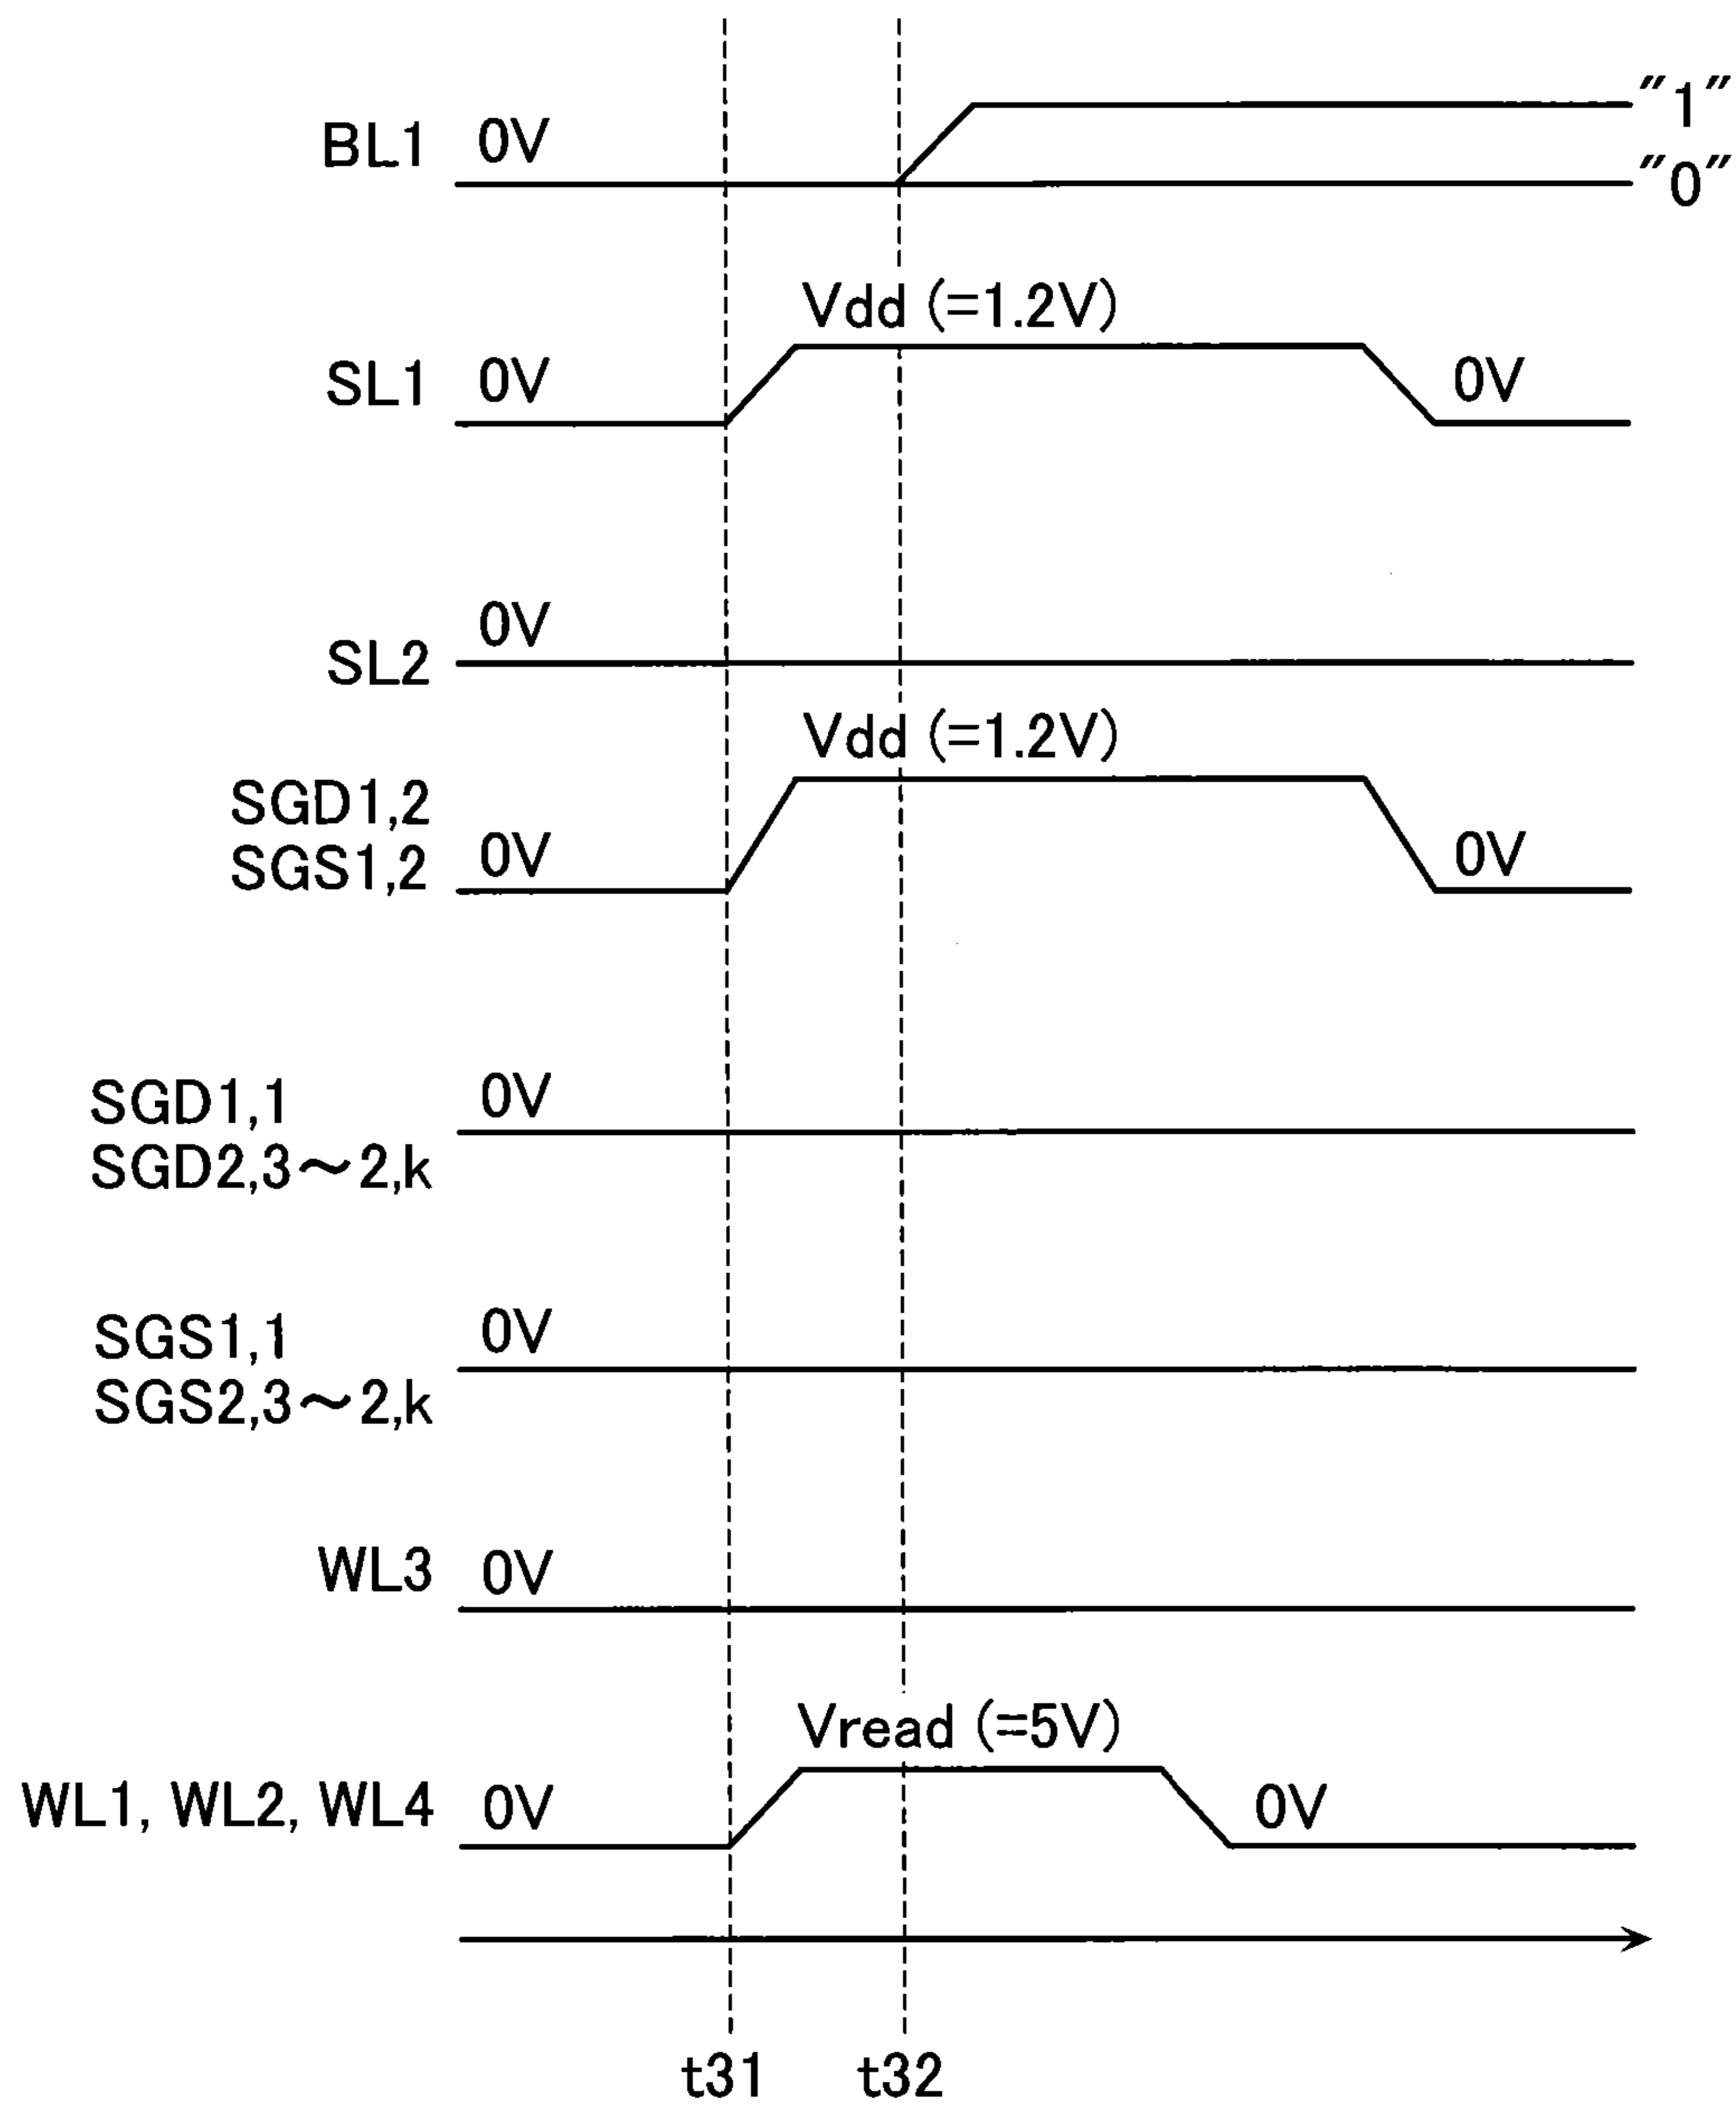 BL1 0V "1"
"0"
Vdd (=1.2V)
SL1 0V 0V
0V
SL2
Vdd (=1.2V)
SGD1,2
SGS1,2 0V 0V
SGD1,1 0V
SGD2,3～2,k
SGS1,1 0V
SGS2,3～2,k
WL3 0V
Vread (=5V)
WL1, WL2, WL4 0V 0V
t31 t32